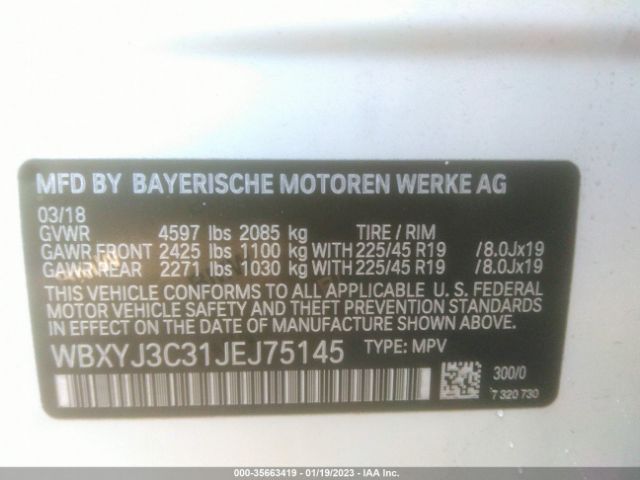 MFD BY BAYERISCHE MOTOREN WERKE AG
03/18
GVWR 4597 lbs 2085 kg TIRE / RIM
GAWR FRONT 2425 lbs 1100 kg WITH 225/45 R19 /8.0Jx19
GAWR REAR 2271 lbs 1030 kg WITH 225/45 R19 /8.0Jx19
THIS VEHICLE CONFORMS TO ALL APPLICABLE U. S. FEDERAL
MOTOR VEHICLE SAFETY AND THEFT PREVENTION STANDARDS
IN EFFECT ON THE DATE OF MANUFACTURE SHOWN ABOVE.
WBXYJ3C31JEJ75145 TYPE: MPV
300/0
7 320 730
000-35663419 - 01/19/2023 - IAA Inc.